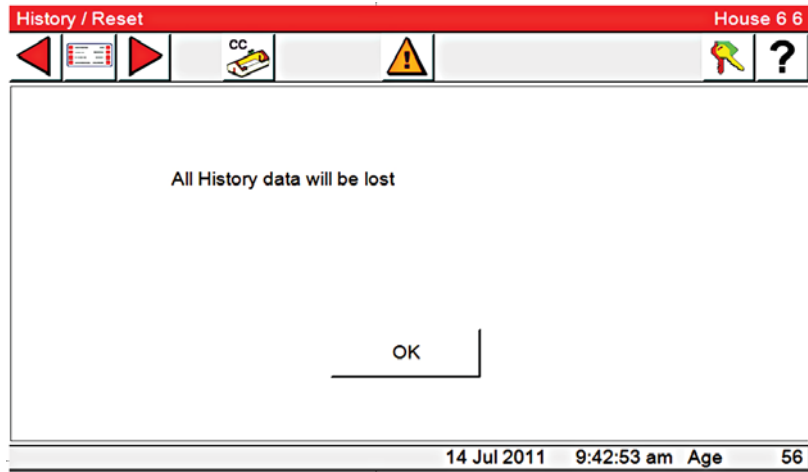 History / Reset House 6 6
CC
?
All History data will be lost
OK
14 Jul 2011 9:42:53 am Age 56